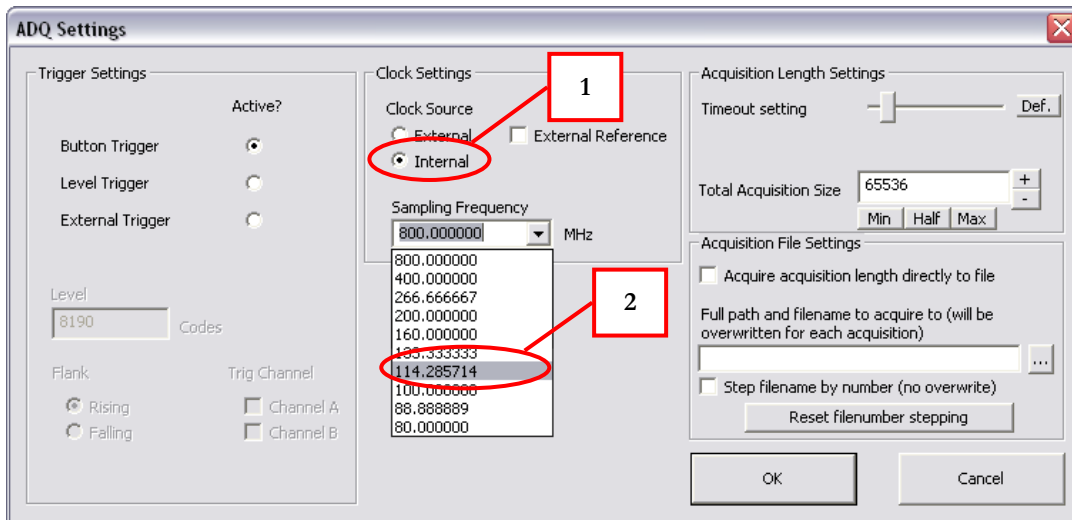 ADQ Settings
Trigger Settings
Active?
Button Trigger
Level Trigger
External Trigger
Level
8190
Codes
Flank
Trig Channel
Rising
Channel A
Falling
Channel B
Clock Settings
1
Clock Source
External
External Reference
Internal
Sampling Frequency
800.000000
MHz
800.000000
400.000000
266.666667
200.000000
160.000000
133.333333
114.285714
100.000000
88.888889
80.000000
2
Acquisition Length Settings
Timeout setting
Def.
Total Acquisition Size
65536
+
-
Min
Half
Max
Acquisition File Settings
Acquire acquisition length directly to file
Full path and filename to acquire to (will be
overwritten for each acquisition)
...
Step filename by number (no overwrite)
Reset filenumber stepping
OK
Cancel